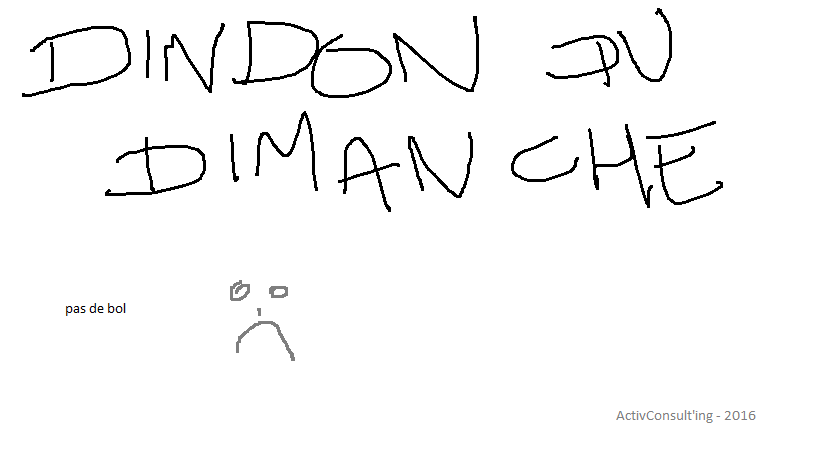 DINDON DU
DIMANCHE
pas de bol
ActivConsult'ing - 2016